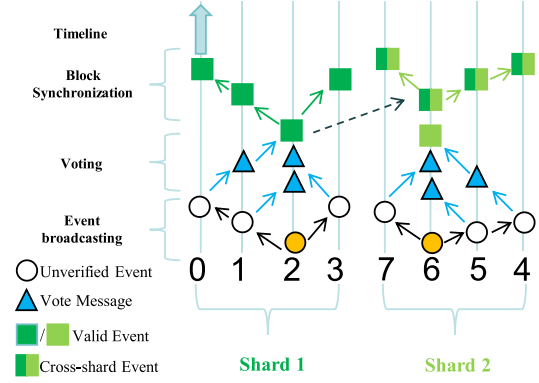 Timeline
Block
Synchronization
Voting
Event
broadcasting
0 1 2 3 7 6 5 4
Unverified Event
Vote Message
/ Valid Event
Cross-shard Event
Shard 1 Shard 2